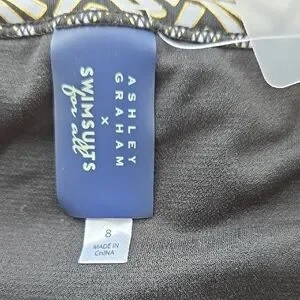 ASHLEY
GRAHAM
x
SWIMSUITS
for all
8
MADE IN
CHINA